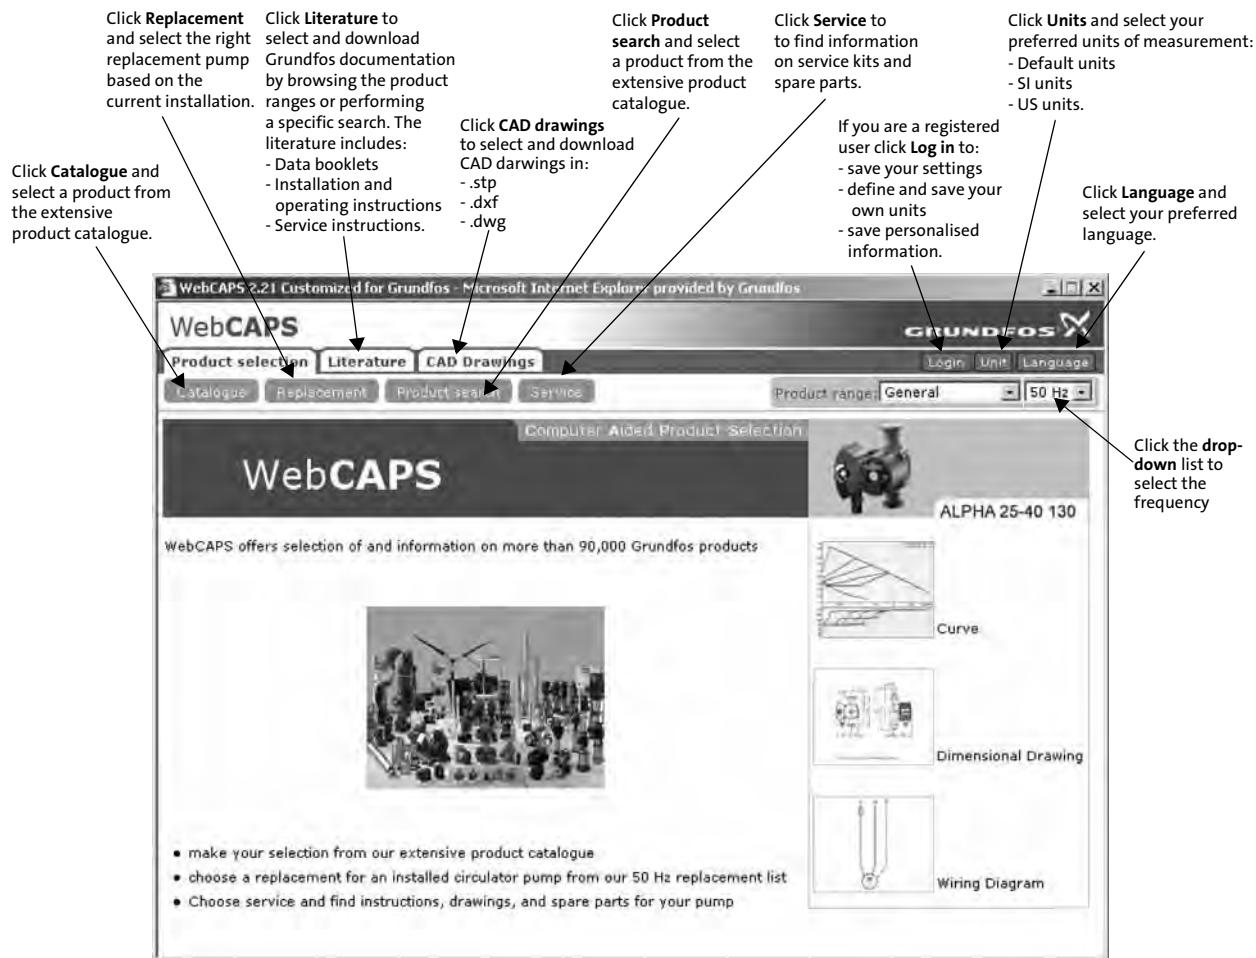 Click Replacement
and select the right
replacement pump
based on the
current installation.
Click Literature to
select and download
Grundfos documentation
by browsing the product
ranges or performing
a specific search. The
literature includes:
- Data booklets
- Installation and
operating instructions
- Service instructions.
Click Product
search and select
a product from the
extensive product
catalogue.
Click Service to
to find information
on service kits and
spare parts.
Click Units and select your
preferred units of measurement:
- Default units
- SI units
- US units.
Click CAD drawings
to select and download
CAD darwings in:
- .stp
- .dxf
- .dwg
If you are a registered
user click Log in to:
- save your settings
- define and save your
own units
- save personalised
information.
Click Catalogue and
select a product from
the extensive
product catalogue.
Click Language and
select your preferred
language.
WebCAPS 2.21 Customized for Grundfos - Microsoft Internet Explorer provided by Grundfos
WebCAPS
GRUNDFOS
Product selection Literature CAD Drawings
Login Unit Language
Catalogue Replacement Product search Service
Product range: General 50 Hz
Click the drop-
down list to
select the
frequency
Computer Aided Product Selection
WebCAPS
ALPHA 25-40 130
WebCAPS offers selection of and information on more than 90,000 Grundfos products
Curve
Dimensional Drawing
Wiring Diagram
• make your selection from our extensive product catalogue
• choose a replacement for an installed circulator pump from our 50 Hz replacement list
• Choose service and find instructions, drawings, and spare parts for your pump